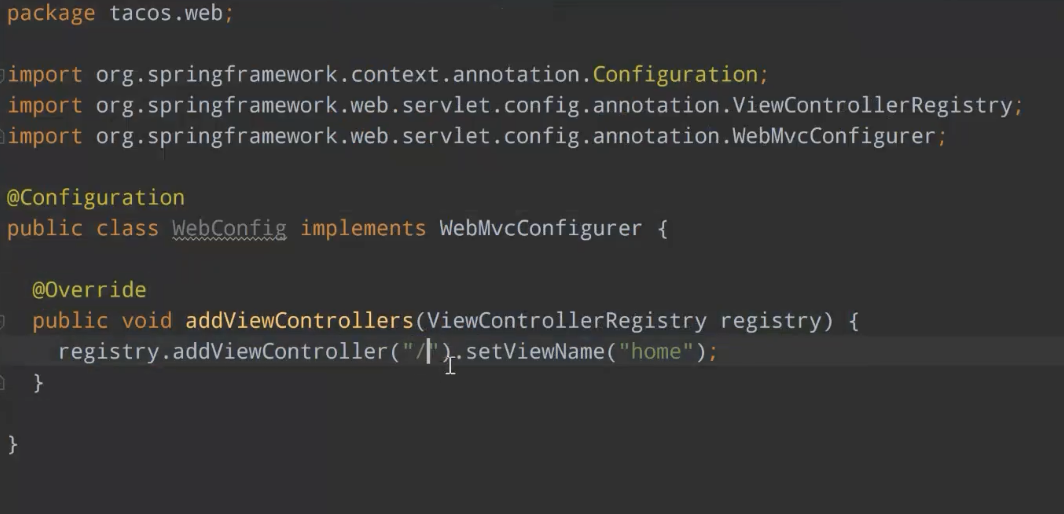 package tacos.web;
import org.springframework.context.annotation.Configuration;
import org.springframework.web.servlet.config.annotation.ViewControllerRegistry;
import org.springframework.web.servlet.config.annotation.WebMvcConfigurer;
@Configuration
public class WebConfig implements WebMvcConfigurer {
@Override
public void addViewControllers(ViewControllerRegistry registry) {
registry.addViewController("/").setViewName("home");
}
}